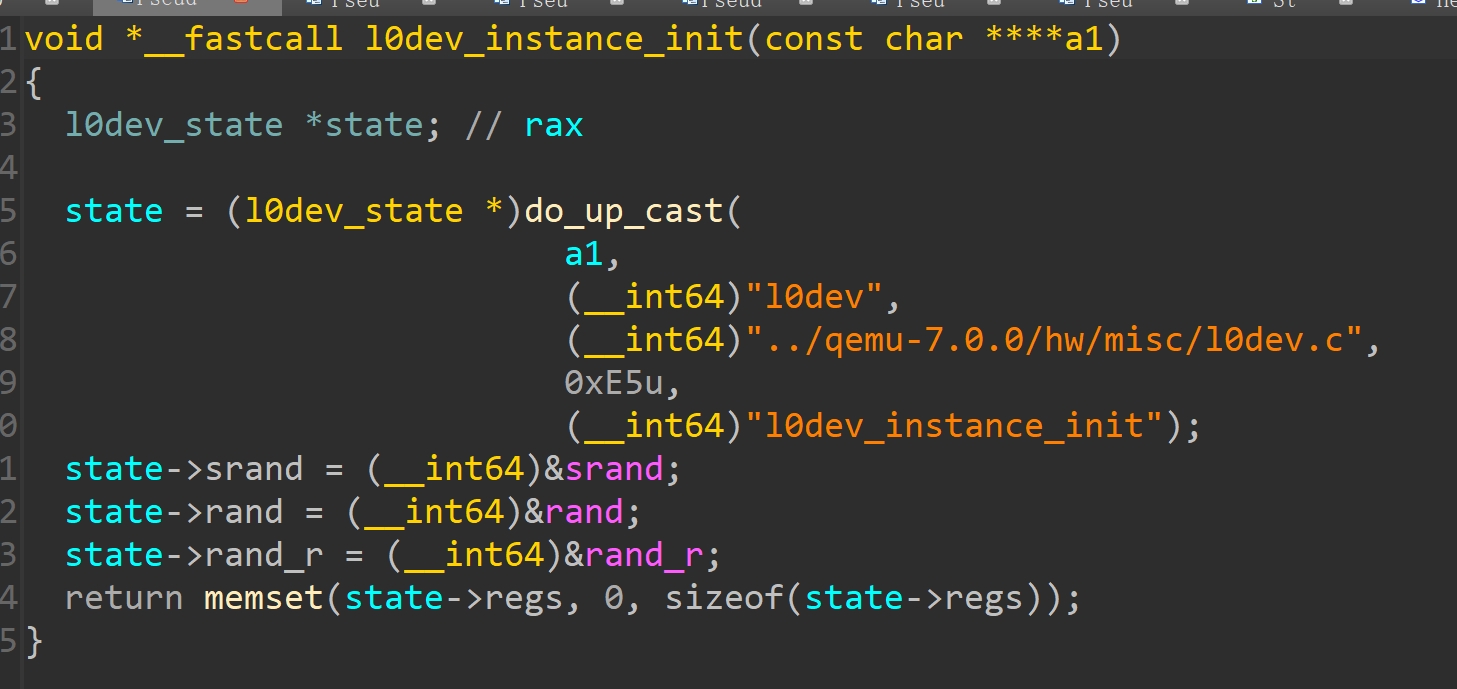 1 void *__fastcall l0dev_instance_init(const char ****a1)
2 {
3   l0dev_state *state; // rax
4
5   state = (l0dev_state *)do_up_cast(
6                            a1,
7                            (__int64)"l0dev",
8                            (__int64)"../qemu-7.0.0/hw/misc/l0dev.c",
9                            0xE5u,
0                            (__int64)"l0dev_instance_init");
1   state->srand = (__int64)&srand;
2   state->rand = (__int64)&rand;
3   state->rand_r = (__int64)&rand_r;
4   return memset(state->regs, 0, sizeof(state->regs));
5 }